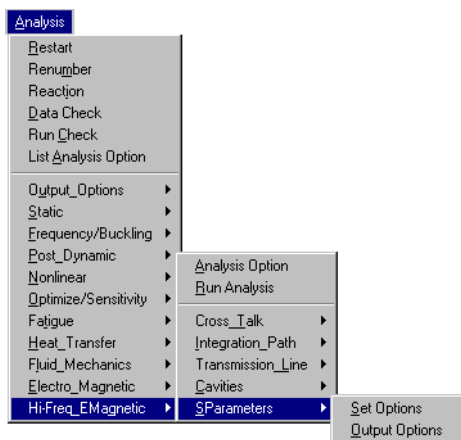 Analysis
Restart
Renumber
Reaction
Data Check
Run Check
List Analysis Option
Output_Options
Static
Frequency/Buckling
Post_Dynamic
Nonlinear
Optimize/Sensitivity
Fatigue
Heat_Transfer
Fluid_Mechanics
Electro_Magnetic
Hi-Freq_EMagnetic
Analysis Option
Run Analysis
Cross_Talk
Integration_Path
Transmission_Line
Cavities
SParameters
Set Options
Output Options